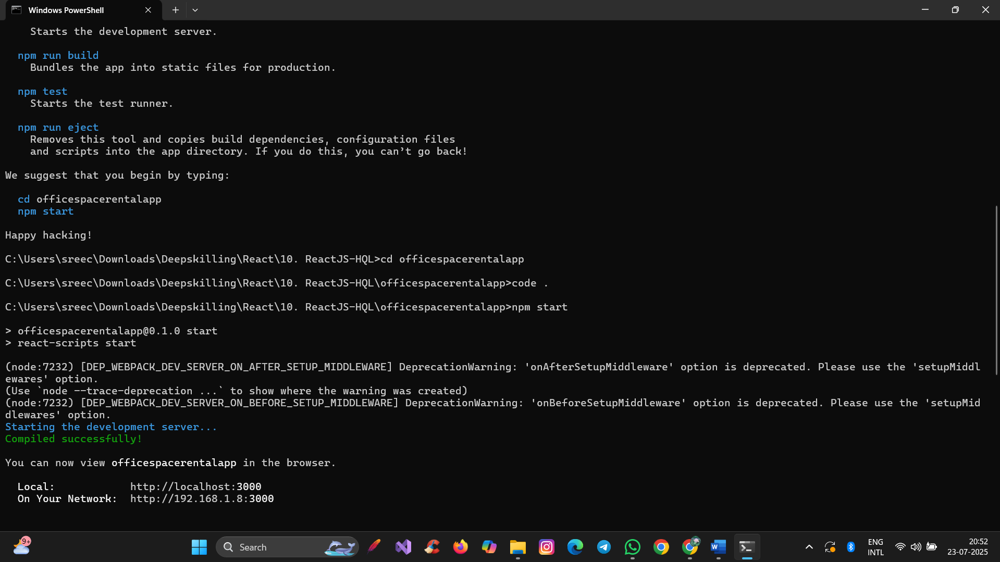 Windows PowerShell
Starts the development server.
npm run build
Bundles the app into static files for production.
npm test
Starts the test runner.
npm run eject
Removes this tool and copies build dependencies, configuration files
and scripts into the app directory. If you do this, you can’t go back!
We suggest that you begin by typing:
cd officespacerentalapp
npm start
Happy hacking!
C:\Users\sreec\Downloads\Deepskilling\React\10. ReactJS-HQL>cd officespacerentalapp
C:\Users\sreec\Downloads\Deepskilling\React\10. ReactJS-HQL\officespacerentalapp>code .
C:\Users\sreec\Downloads\Deepskilling\React\10. ReactJS-HQL\officespacerentalapp>npm start
> officespacerentalapp@0.1.0 start
> react-scripts start
(node:7232) [DEP_WEBPACK_DEV_SERVER_ON_AFTER_SETUP_MIDDLEWARE] DeprecationWarning: 'onAfterSetupMiddleware' option is deprecated. Please use the 'setupMiddl
ewares' option.
(Use `node --trace-deprecation ...` to show where the warning was created)
(node:7232) [DEP_WEBPACK_DEV_SERVER_ON_BEFORE_SETUP_MIDDLEWARE] DeprecationWarning: 'onBeforeSetupMiddleware' option is deprecated. Please use the 'setupMid
dlewares' option.
Starting the development server...
Compiled successfully!
You can now view officespacerentalapp in the browser.
Local: http://localhost:3000
On Your Network: http://192.168.1.8:3000
9+
Search
W
ENG
INTL
20:52
23-07-2025